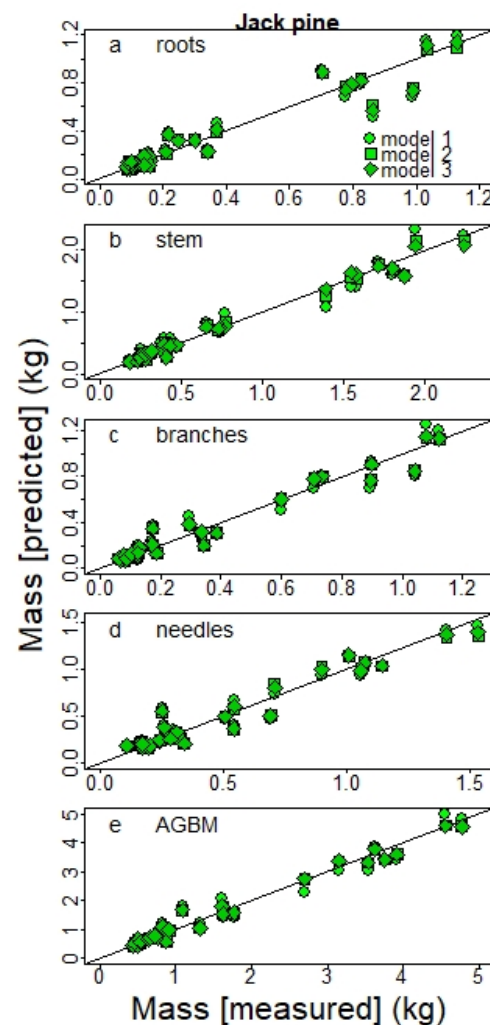 Jack pine
a roots
model 1
model 2
model 3
0.0 0.4 0.8 1.2
0.0 0.2 0.4 0.6 0.8 1.0 1.2
b stem
0.0 1.0 2.0
0.0 0.5 1.0 1.5 2.0
c branches
0.0 0.4 0.8 1.2
0.0 0.2 0.4 0.6 0.8 1.0 1.2
d needles
0.0 0.5 1.0 1.5
0.0 0.5 1.0 1.5
e AGBM
0 1 2 3 4 5
0 1 2 3 4 5
Mass [predicted] (kg)
Mass [measured] (kg)